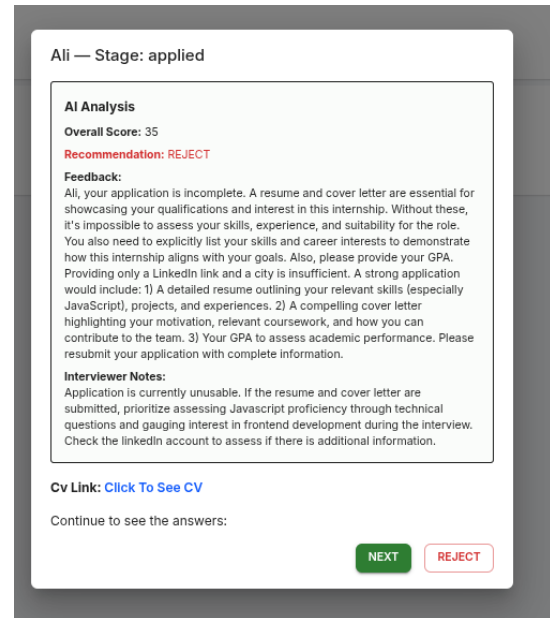 Ali — Stage: applied
AI Analysis
Overall Score: 35
Recommendation: REJECT
Feedback:
Ali, your application is incomplete. A resume and cover letter are essential for
showcasing your qualifications and interest in this internship. Without these,
it's impossible to assess your skills, experience, and suitability for the role.
You also need to explicitly list your skills and career interests to demonstrate
how this internship aligns with your goals. Also, please provide your GPA.
Providing only a LinkedIn link and a city is insufficient. A strong application
would include: 1) A detailed resume outlining your relevant skills (especially
JavaScript), projects, and experiences. 2) A compelling cover letter
highlighting your motivation, relevant coursework, and how you can
contribute to the team. 3) Your GPA to assess academic performance. Please
resubmit your application with complete information.
Interviewer Notes:
Application is currently unusable. If the resume and cover letter are
submitted, prioritize assessing Javascript proficiency through technical
questions and gauging interest in frontend development during the interview.
Check the linkedIn account to assess if there is additional information.
Cv Link: Click To See CV
Continue to see the answers:
NEXT REJECT